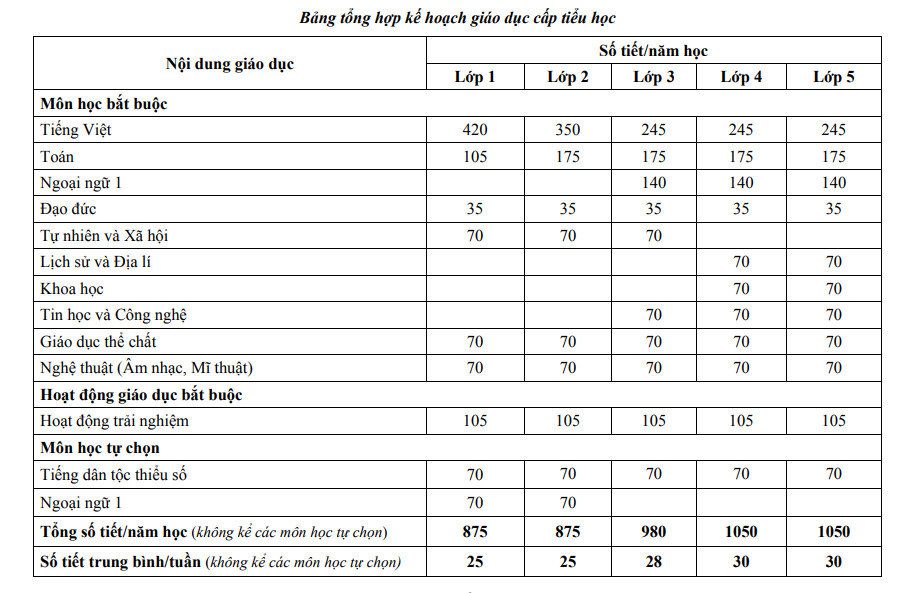 Bảng tổng hợp kế hoạch giáo dục cấp tiểu học
Nội dung giáo dục Số tiết/năm học
Lớp 1 Lớp 2 Lớp 3 Lớp 4 Lớp 5
Môn học bắt buộc
Tiếng Việt 420 350 245 245 245
Toán 105 175 175 175 175
Ngoại ngữ 1 140 140 140
Đạo đức 35 35 35 35 35
Tự nhiên và Xã hội 70 70 70
Lịch sử và Địa lí 70 70
Khoa học 70 70
Tin học và Công nghệ 70 70 70
Giáo dục thể chất 70 70 70 70 70
Nghệ thuật (Âm nhạc, Mĩ thuật) 70 70 70 70 70
Hoạt động giáo dục bắt buộc
Hoạt động trải nghiệm 105 105 105 105 105
Môn học tự chọn
Tiếng dân tộc thiểu số 70 70 70 70 70
Ngoại ngữ 1 70 70
Tổng số tiết/năm học (không kể các môn học tự chọn) 875 875 980 1050 1050
Số tiết trung bình/tuần (không kể các môn học tự chọn) 25 25 28 30 30